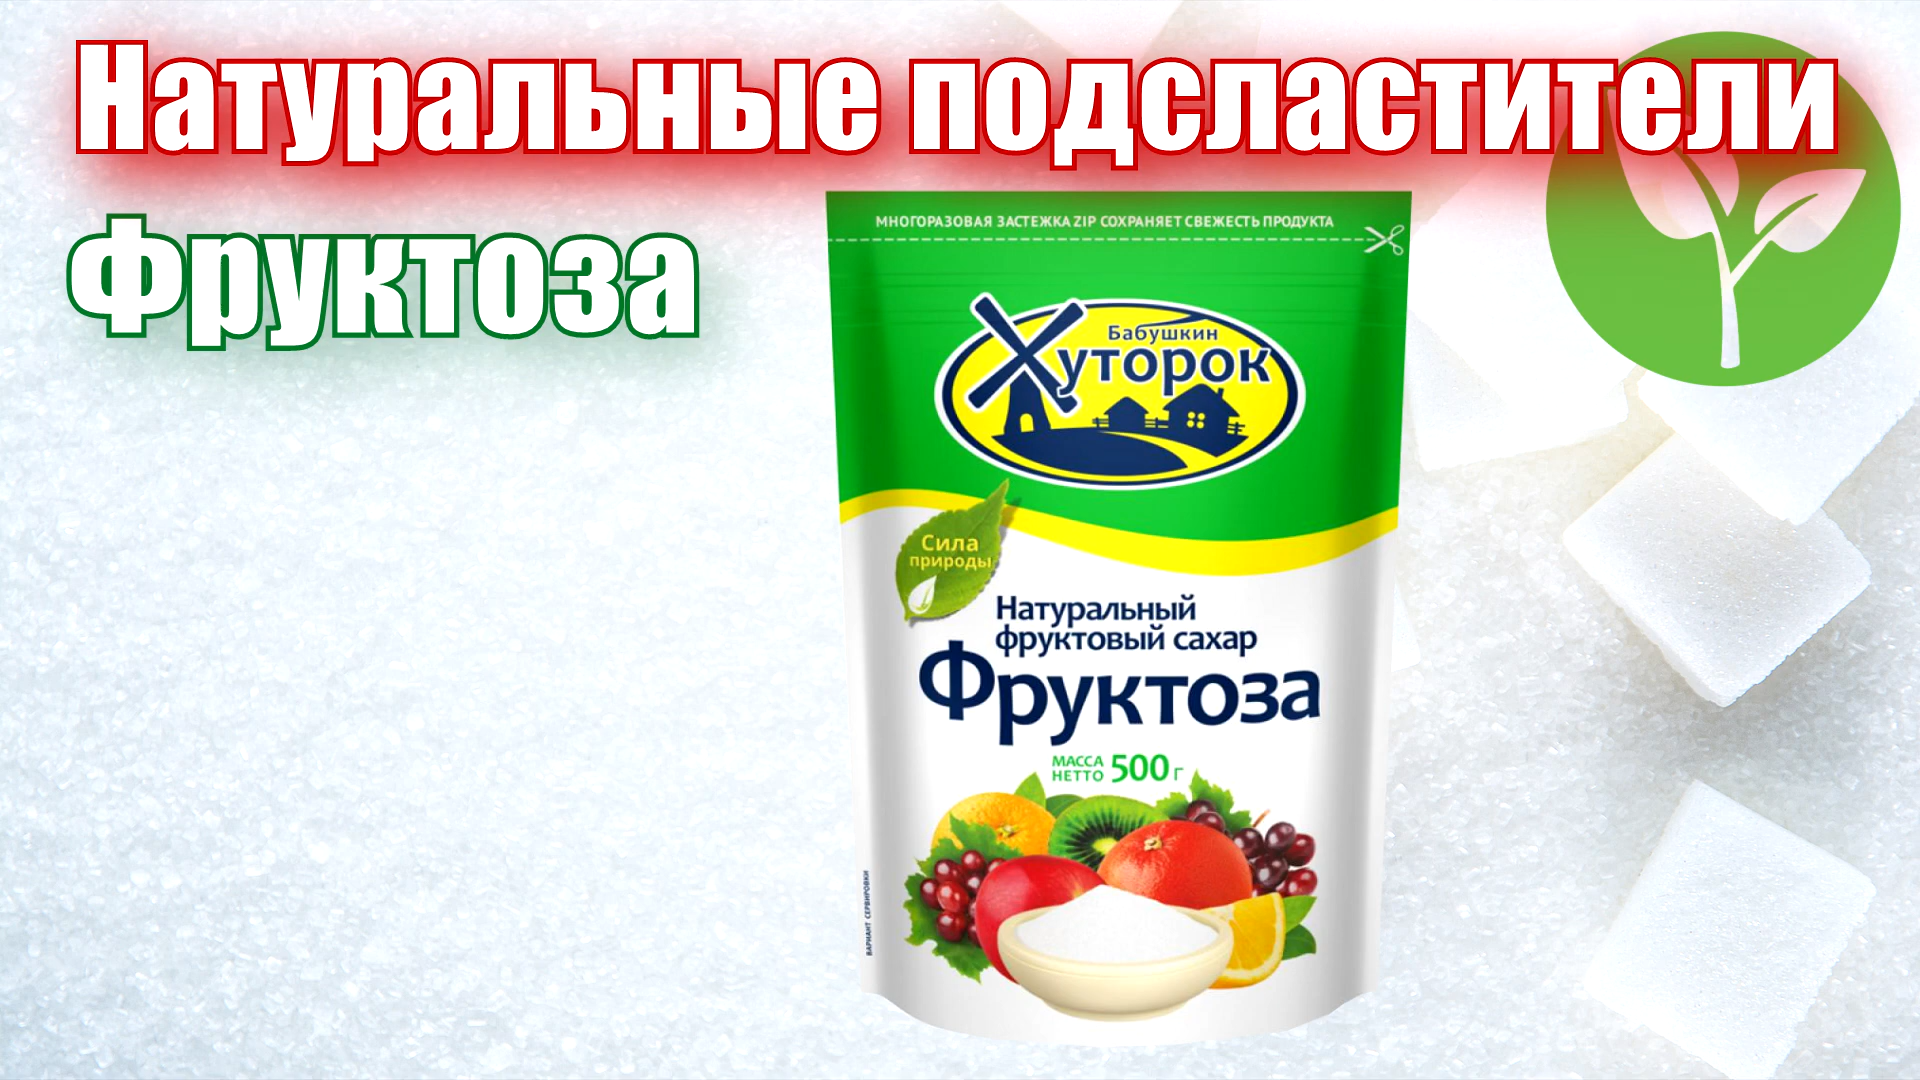 Натуральные подсластители
Фруктоза
МНОГОРАЗОВАЯ ЗАСТЕЖКА ZIP СОХРАНЯЕТ СВЕЖЕСТЬ ПРОДУКТА
Бабушкин
Хуторок
Сила
природы
Натуральный
фруктовый сахар
Фруктоза
МАССА
НЕТТО 500 г
ВАРИАНТ СЕРВИРОВКИ